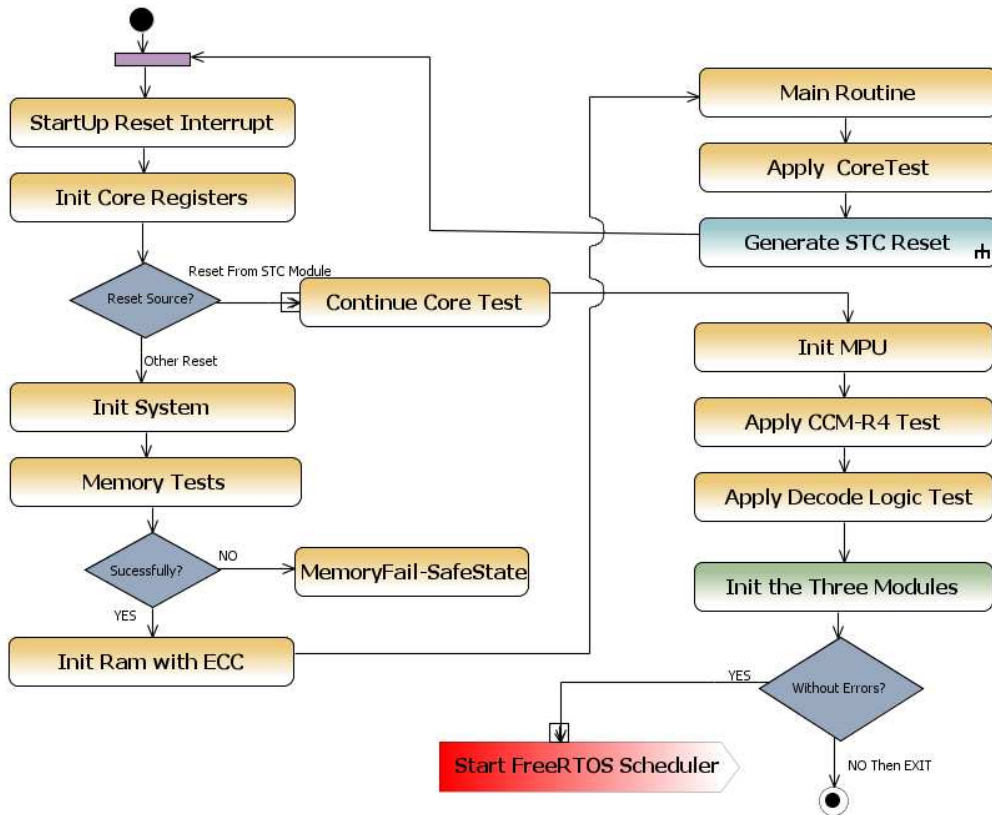 StartUp Reset Interrupt
Init Core Registers
Reset Source?
Reset From STC Module
Continue Core Test
Other Reset
Init System
Memory Tests
Sucessfully?
NO
MemoryFail-SafeState
YES
Init Ram with ECC
Main Routine
Apply CoreTest
Generate STC Reset
Init MPU
Apply CCM-R4 Test
Apply Decode Logic Test
Init the Three Modules
Without Errors?
YES
Start FreeRTOS Scheduler
NO Then EXIT